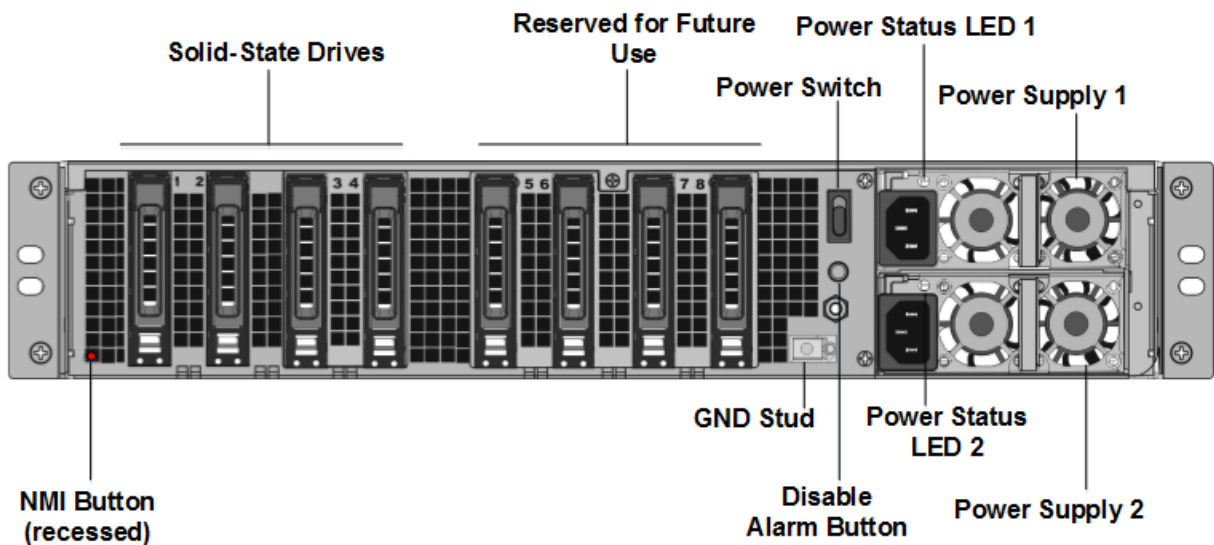 Reserved for Future
Use
Power Status LED 1
Solid-State Drives
Power Switch
Power Supply 1
1 2
3 4
5 6
7 8
GND Stud
Power Status
LED 2
NMI Button
(recessed)
Disable
Alarm Button
Power Supply 2